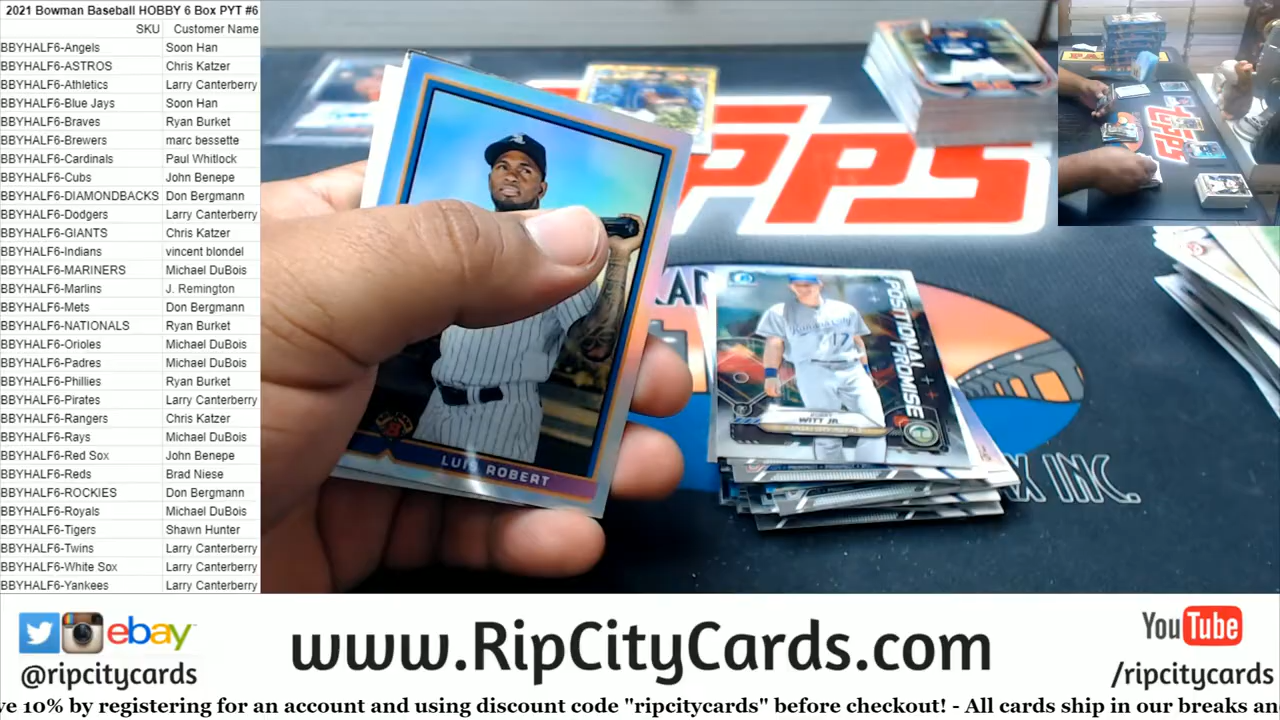 2021 Bowman Baseball HOBBY 6 Box PYT #6
SKU Customer Name
BBYHALF6-Angels Soon Han
BBYHALF6-ASTROS Chris Katzer
BBYHALF6-Athletics Larry Canterberry
BBYHALF6-Blue Jays Soon Han
BBYHALF6-Braves Ryan Burket
BBYHALF6-Brewers marc bessette
BBYHALF6-Cardinals Paul Whitlock
BBYHALF6-Cubs John Benepe
BBYHALF6-DIAMONDBACKS Don Bergmann
BBYHALF6-Dodgers Larry Canterberry
BBYHALF6-GIANTS Chris Katzer
BBYHALF6-Indians vincent blondel
BBYHALF6-MARINERS Michael DuBois
BBYHALF6-Marlins J. Remington
BBYHALF6-Mets Don Bergmann
BBYHALF6-NATIONALS Ryan Burket
BBYHALF6-Orioles Michael DuBois
BBYHALF6-Padres Michael DuBois
BBYHALF6-Phillies Ryan Burket
BBYHALF6-Pirates Larry Canterberry
BBYHALF6-Rangers Chris Katzer
BBYHALF6-Rays Michael DuBois
BBYHALF6-Red Sox John Benepe
BBYHALF6-Reds Brad Niese
BBYHALF6-ROCKIES Don Bergmann
BBYHALF6-Royals Michael DuBois
BBYHALF6-Tigers Shawn Hunter
BBYHALF6-Twins Larry Canterberry
BBYHALF6-White Sox Larry Canterberry
BBYHALF6-Yankees Larry Canterberry
TOPPS
PPS
LUIS ROBERT
POSITIONAL PROMISE
17
BOBBY
WITT JR.
KANSAS CITY ROYALS
INC.
ebay
@ripcitycards
www.RipCityCards.com
YouTube
/ripcitycards
ve 10% by registering for an account and using discount code "ripcitycards" before checkout! - All cards ship in our breaks an